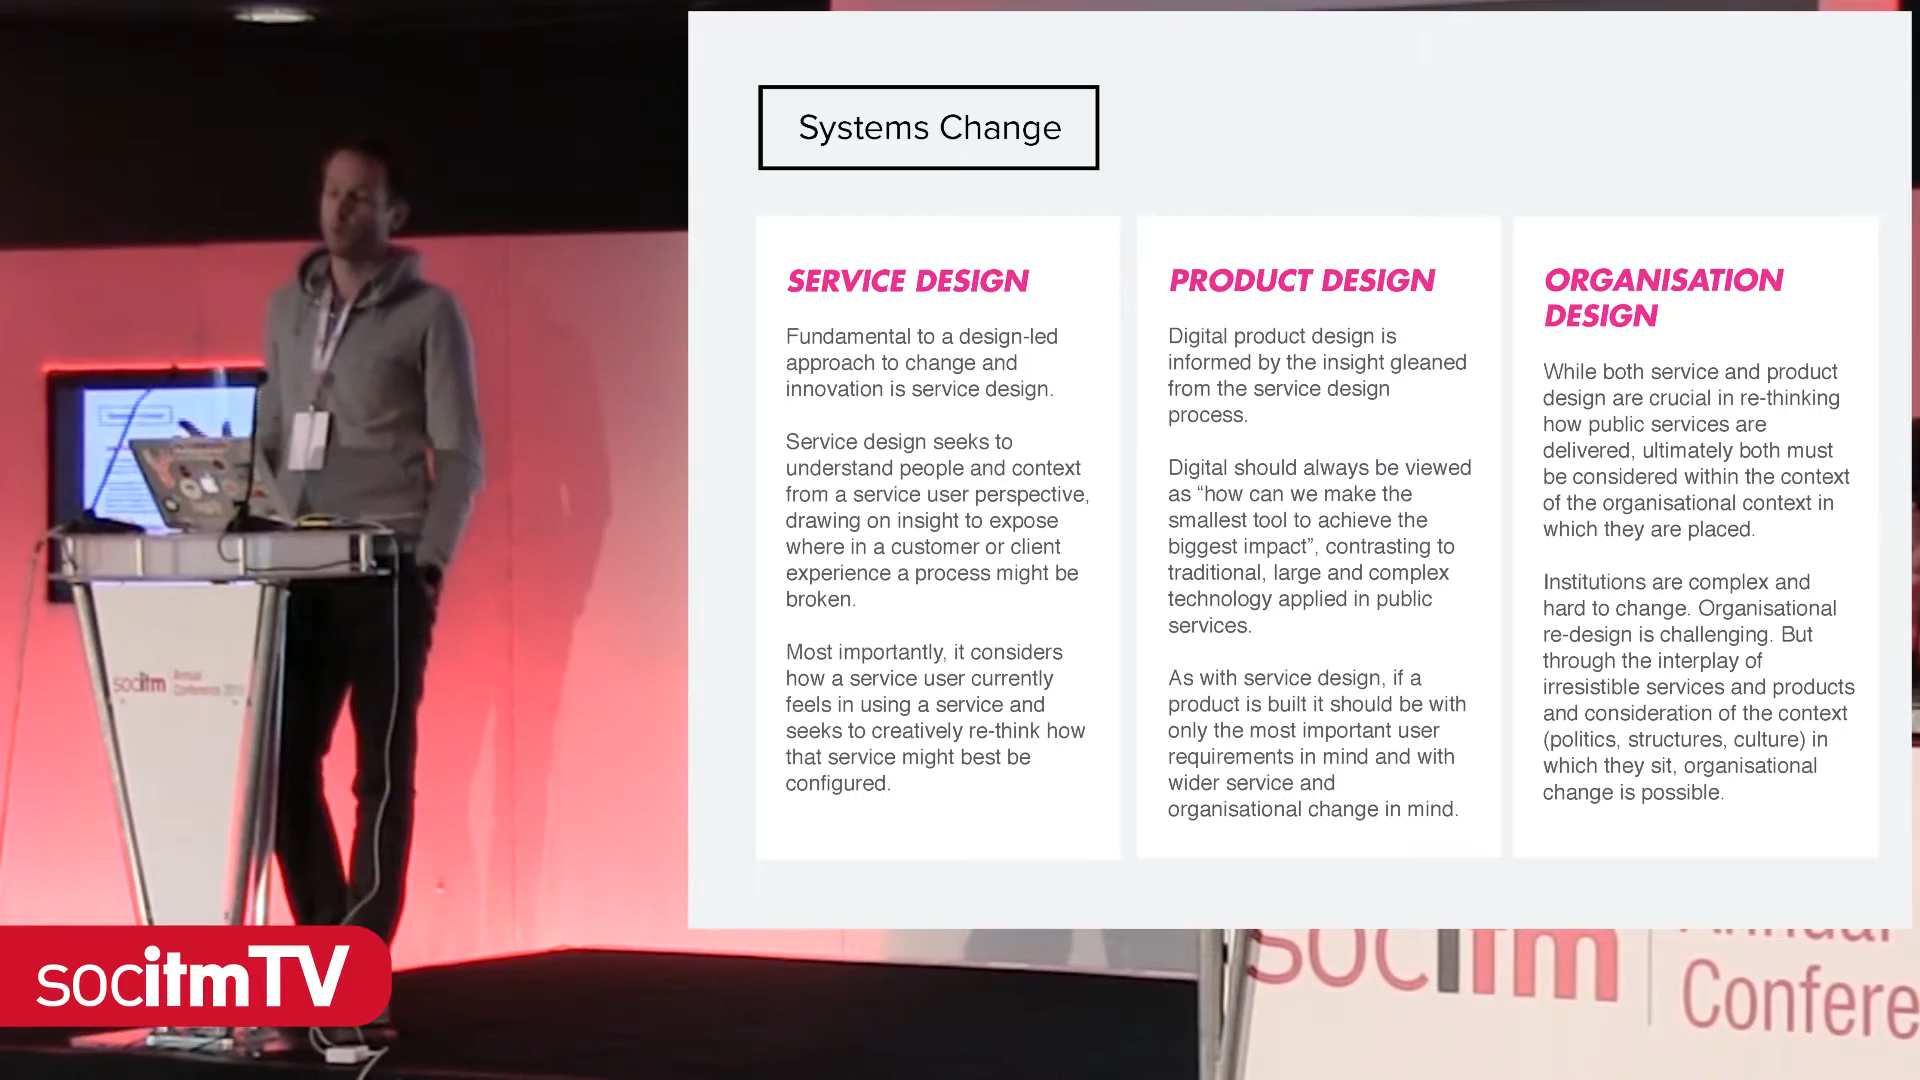 Systems Change
SERVICE DESIGN
Fundamental to a design-led
approach to change and
innovation is service design.
Service design seeks to
understand people and context
from a service user perspective,
drawing on insight to expose
where in a customer or client
experience a process might be
broken.
Most importantly, it considers
how a service user currently
feels in using a service and
seeks to creatively re-think how
that service might best be
configured.
PRODUCT DESIGN
Digital product design is
informed by the insight gleaned
from the service design
process.
Digital should always be viewed
as “how can we make the
smallest tool to achieve the
biggest impact”, contrasting to
traditional, large and complex
technology applied in public
services.
As with service design, if a
product is built it should be with
only the most important user
requirements in mind and with
wider service and
organisational change in mind.
ORGANISATION
DESIGN
While both service and product
design are crucial in re-thinking
how public services are
delivered, ultimately both must
be considered within the context
of the organisational context in
which they are placed.
Institutions are complex and
hard to change. Organisational
re-design is challenging. But
through the interplay of
irresistible services and products
and consideration of the context
(politics, structures, culture) in
which they sit, organisational
change is possible.
socitm
Annual
Conference
socitmTV
socitm
Annual
Confere